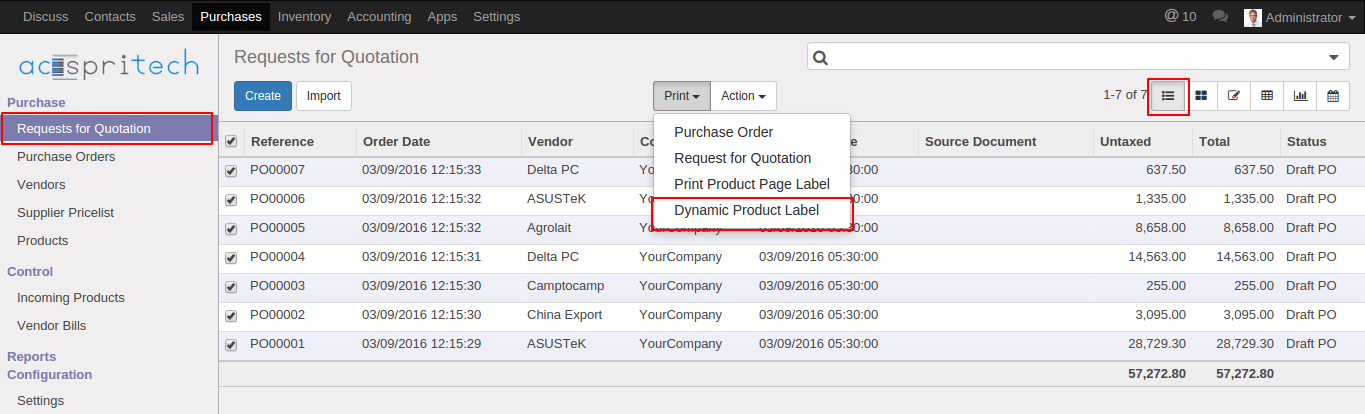 Discuss Contacts Sales Purchases Inventory Accounting Apps Settings @ 10 Administrator
acespritech
Requests for Quotation
Create Import Print Action 1-7 of 7
Purchase
Requests for Quotation
Purchase Orders
Vendors
Supplier Pricelist
Products
Control
Incoming Products
Vendor Bills
Reports
Configuration
Settings
Purchase Order
Request for Quotation
Print Product Page Label
Dynamic Product Label
Reference Order Date Vendor Source Document Untaxed Total Status
PO00007 03/09/2016 12:15:33 Delta PC 637.50 637.50 Draft PO
PO00006 03/09/2016 12:15:32 ASUSTeK 1,335.00 1,335.00 Draft PO
PO00005 03/09/2016 12:15:32 Agrolait YourCompany 03/09/2016 05:30:00 8,658.00 8,658.00 Draft PO
PO00004 03/09/2016 12:15:31 Delta PC YourCompany 03/09/2016 05:30:00 14,563.00 14,563.00 Draft PO
PO00003 03/09/2016 12:15:30 Camptocamp YourCompany 03/09/2016 05:30:00 255.00 255.00 Draft PO
PO00002 03/09/2016 12:15:30 China Export YourCompany 03/09/2016 05:30:00 3,095.00 3,095.00 Draft PO
PO00001 03/09/2016 12:15:29 ASUSTeK YourCompany 03/09/2016 05:30:00 28,729.30 28,729.30 Draft PO
57,272.80 57,272.80